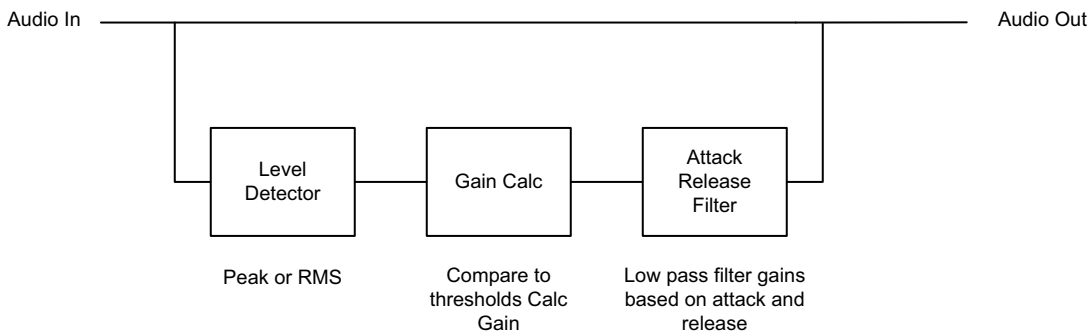 Audio In
Audio Out
Level
Detector
Gain Calc
Attack
Release
Filter
Peak or RMS
Compare to
thresholds Calc
Gain
Low pass filter gains
based on attack and
release